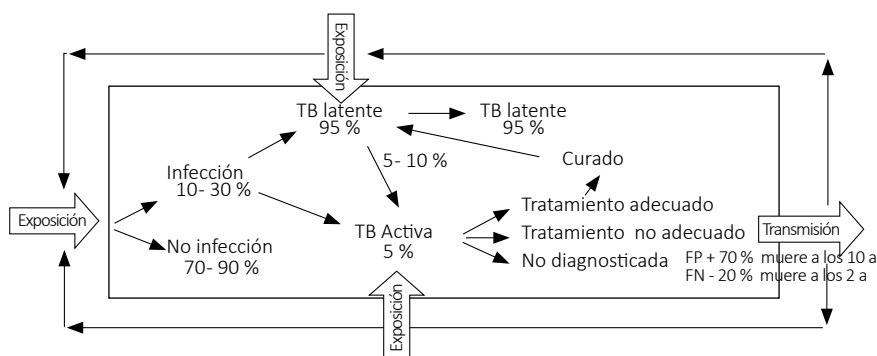 Exposición
TB latente
95 %
TB latente
95 %
5- 10 %
Curado
Infección
10- 30 %
Exposición
Tratamiento adecuado
TB Activa
5 %
Tratamiento no adecuado
Transmisión
No infección
70- 90 %
No diagnosticada
FP + 70 % muere a los 10 a
FN - 20 % muere a los 2 a
Exposición